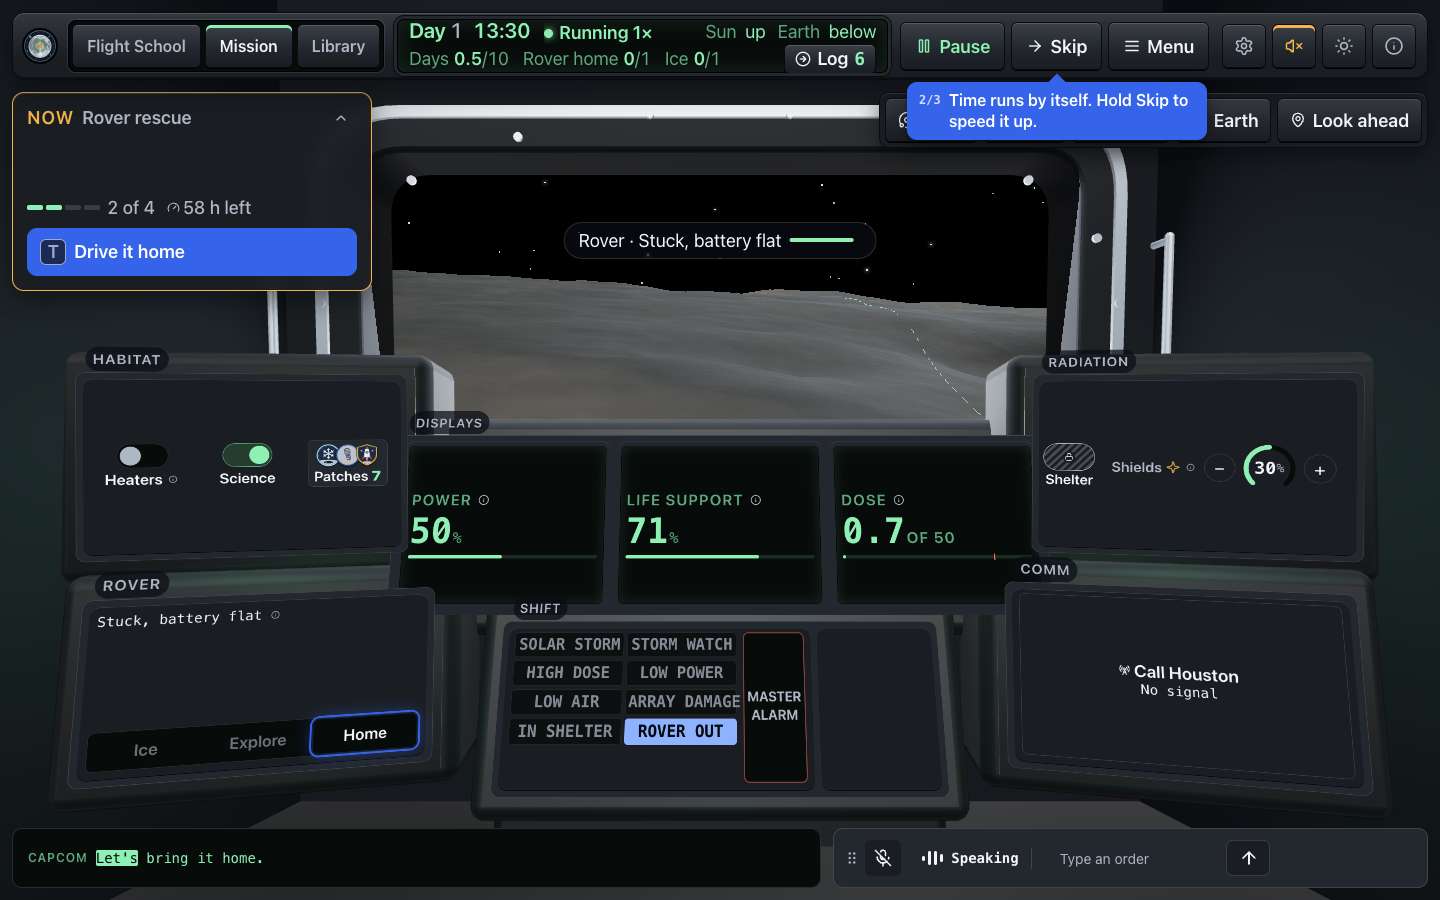 Flight School
Mission
Library
Day 1 13:30 Running 1× Sun up Earth below
Days 0.5/10 Rover home 0/1 Ice 0/1 Log 6
Pause
Skip
Menu
2/3 Time runs by itself. Hold Skip to
speed it up.
Earth
Look ahead
NOW Rover rescue
2 of 4 58 h left
T Drive it home
Rover · Stuck, battery flat
HABITAT
Heaters
Science
Patches 7
DISPLAYS
POWER
50%
LIFE SUPPORT
71%
DOSE
0.7 OF 50
RADIATION
Shelter
Shields
30%
ROVER
Stuck, battery flat
Ice
Explore
Home
SHIFT
SOLAR STORM
STORM WATCH
HIGH DOSE
LOW POWER
LOW AIR
ARRAY DAMAGE
IN SHELTER
ROVER OUT
MASTER
ALARM
COMM
Call Houston
No signal
CAPCOM Let's bring it home.
Speaking
Type an order